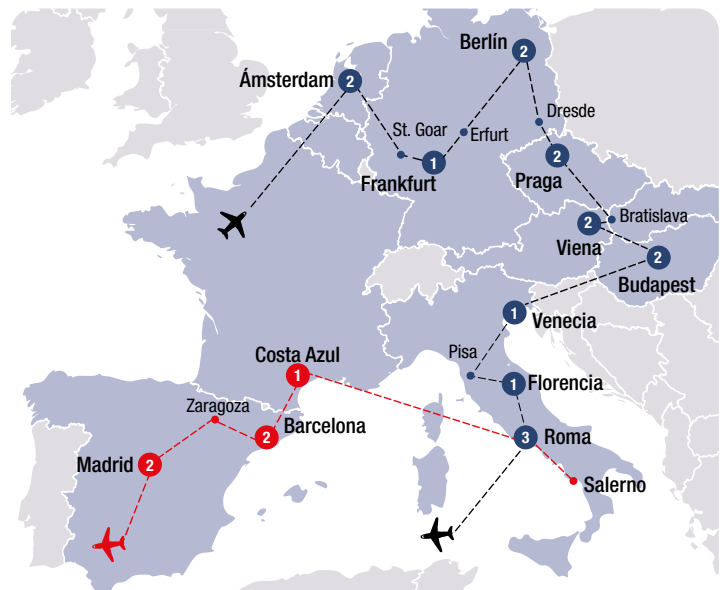 Berlín
2
Ámsterdam
2
Dresde
St. Goar
Erfurt
1
Frankfurt
2
Praga
Bratislava
2
Viena
2
Budapest
1
Venecia
Pisa
Costa Azul
1
1
Florencia
Zaragoza
Barcelona
2
3
Roma
Madrid
2
Salerno